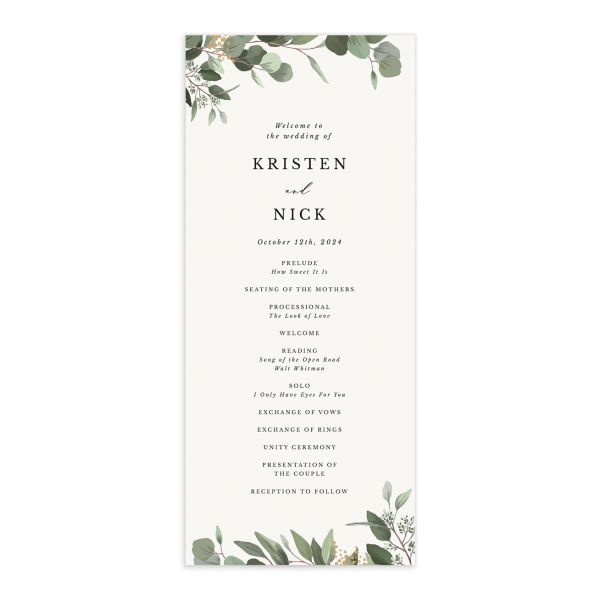 Welcome to
the wedding of
KRISTEN
and
NICK
October 12th, 2024
PRELUDE
How Sweet It Is
SEATING OF THE MOTHERS
PROCESSIONAL
The Look of Love
WELCOME
READING
Song of the Open Road
Walt Whitman
SOLO
I Only Have Eyes For You
EXCHANGE OF VOWS
EXCHANGE OF RINGS
UNITY CEREMONY
PRESENTATION OF
THE COUPLE
RECEPTION TO FOLLOW